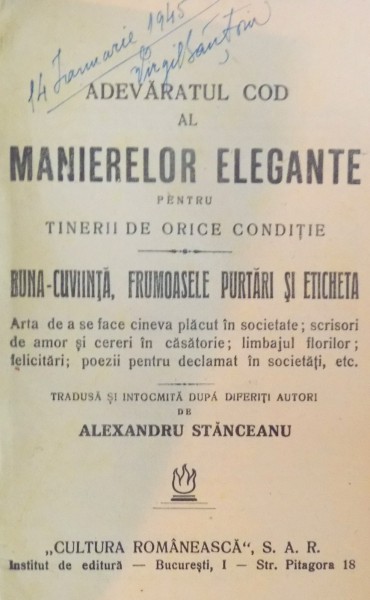 14 Ianuarie 1945
ADEVĂRATUL COD
AL
MANIERELOR ELEGANTE
PENTRU
TINERII DE ORICE CONDIȚIE
BUNA-CUVIINȚĂ, FRUMOASELE PURTĂRI ȘI ETICHETA
Arta de a se face cineva plăcut în societate; scrisori
de amor și cereri în căsătorie; limbajul florilor;
felicitări; poezii pentru declamat în societăți, etc.
TRADUSĂ ȘI INTOCMITĂ DUPĂ DIFERIȚI AUTORI
DE
ALEXANDRU STĂNCEANU
„CULTURA ROMÂNEASCĂ“, S. A. R.
Institut de editură — București, I — Str. Pitagora 18